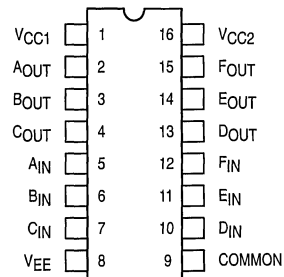 VCC1 1 16 VCC2
AOUT 2 15 FOUT
BOUT 3 14 EOUT
COUT 4 13 DOUT
AIN 5 12 FIN
BIN 6 11 EIN
CIN 7 10 DIN
VEE 8 9 COMMON